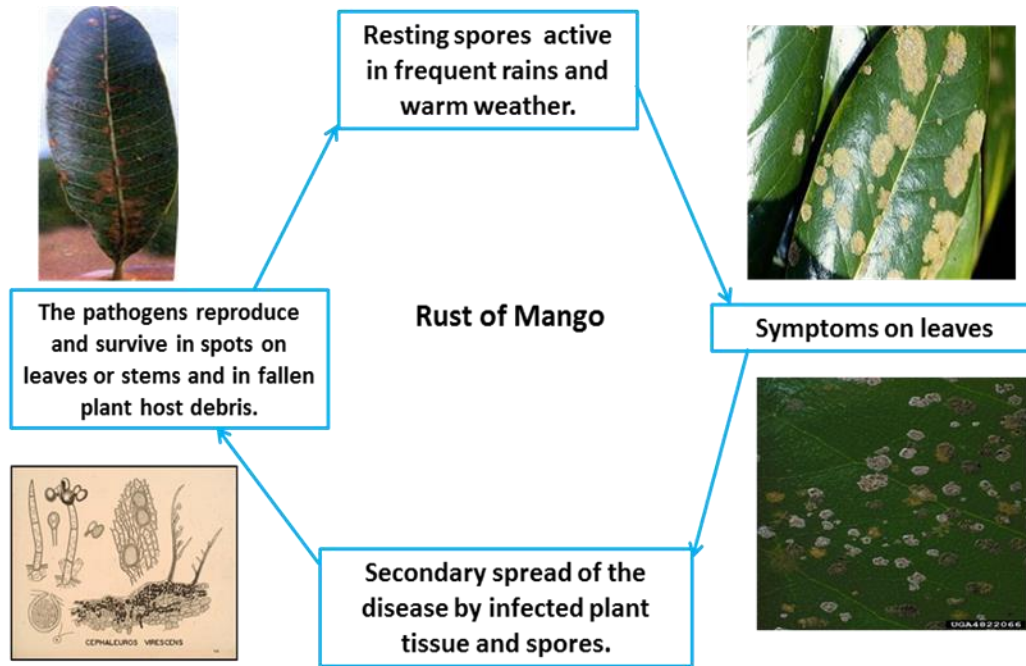 Resting spores active
in frequent rains and
warm weather.
The pathogens reproduce
and survive in spots on
leaves or stems and in fallen
plant host debris.
Rust of Mango
Symptoms on leaves
CEPHALEUROS VIRESCENS
Secondary spread of the
disease by infected plant
tissue and spores.
UGA4822066